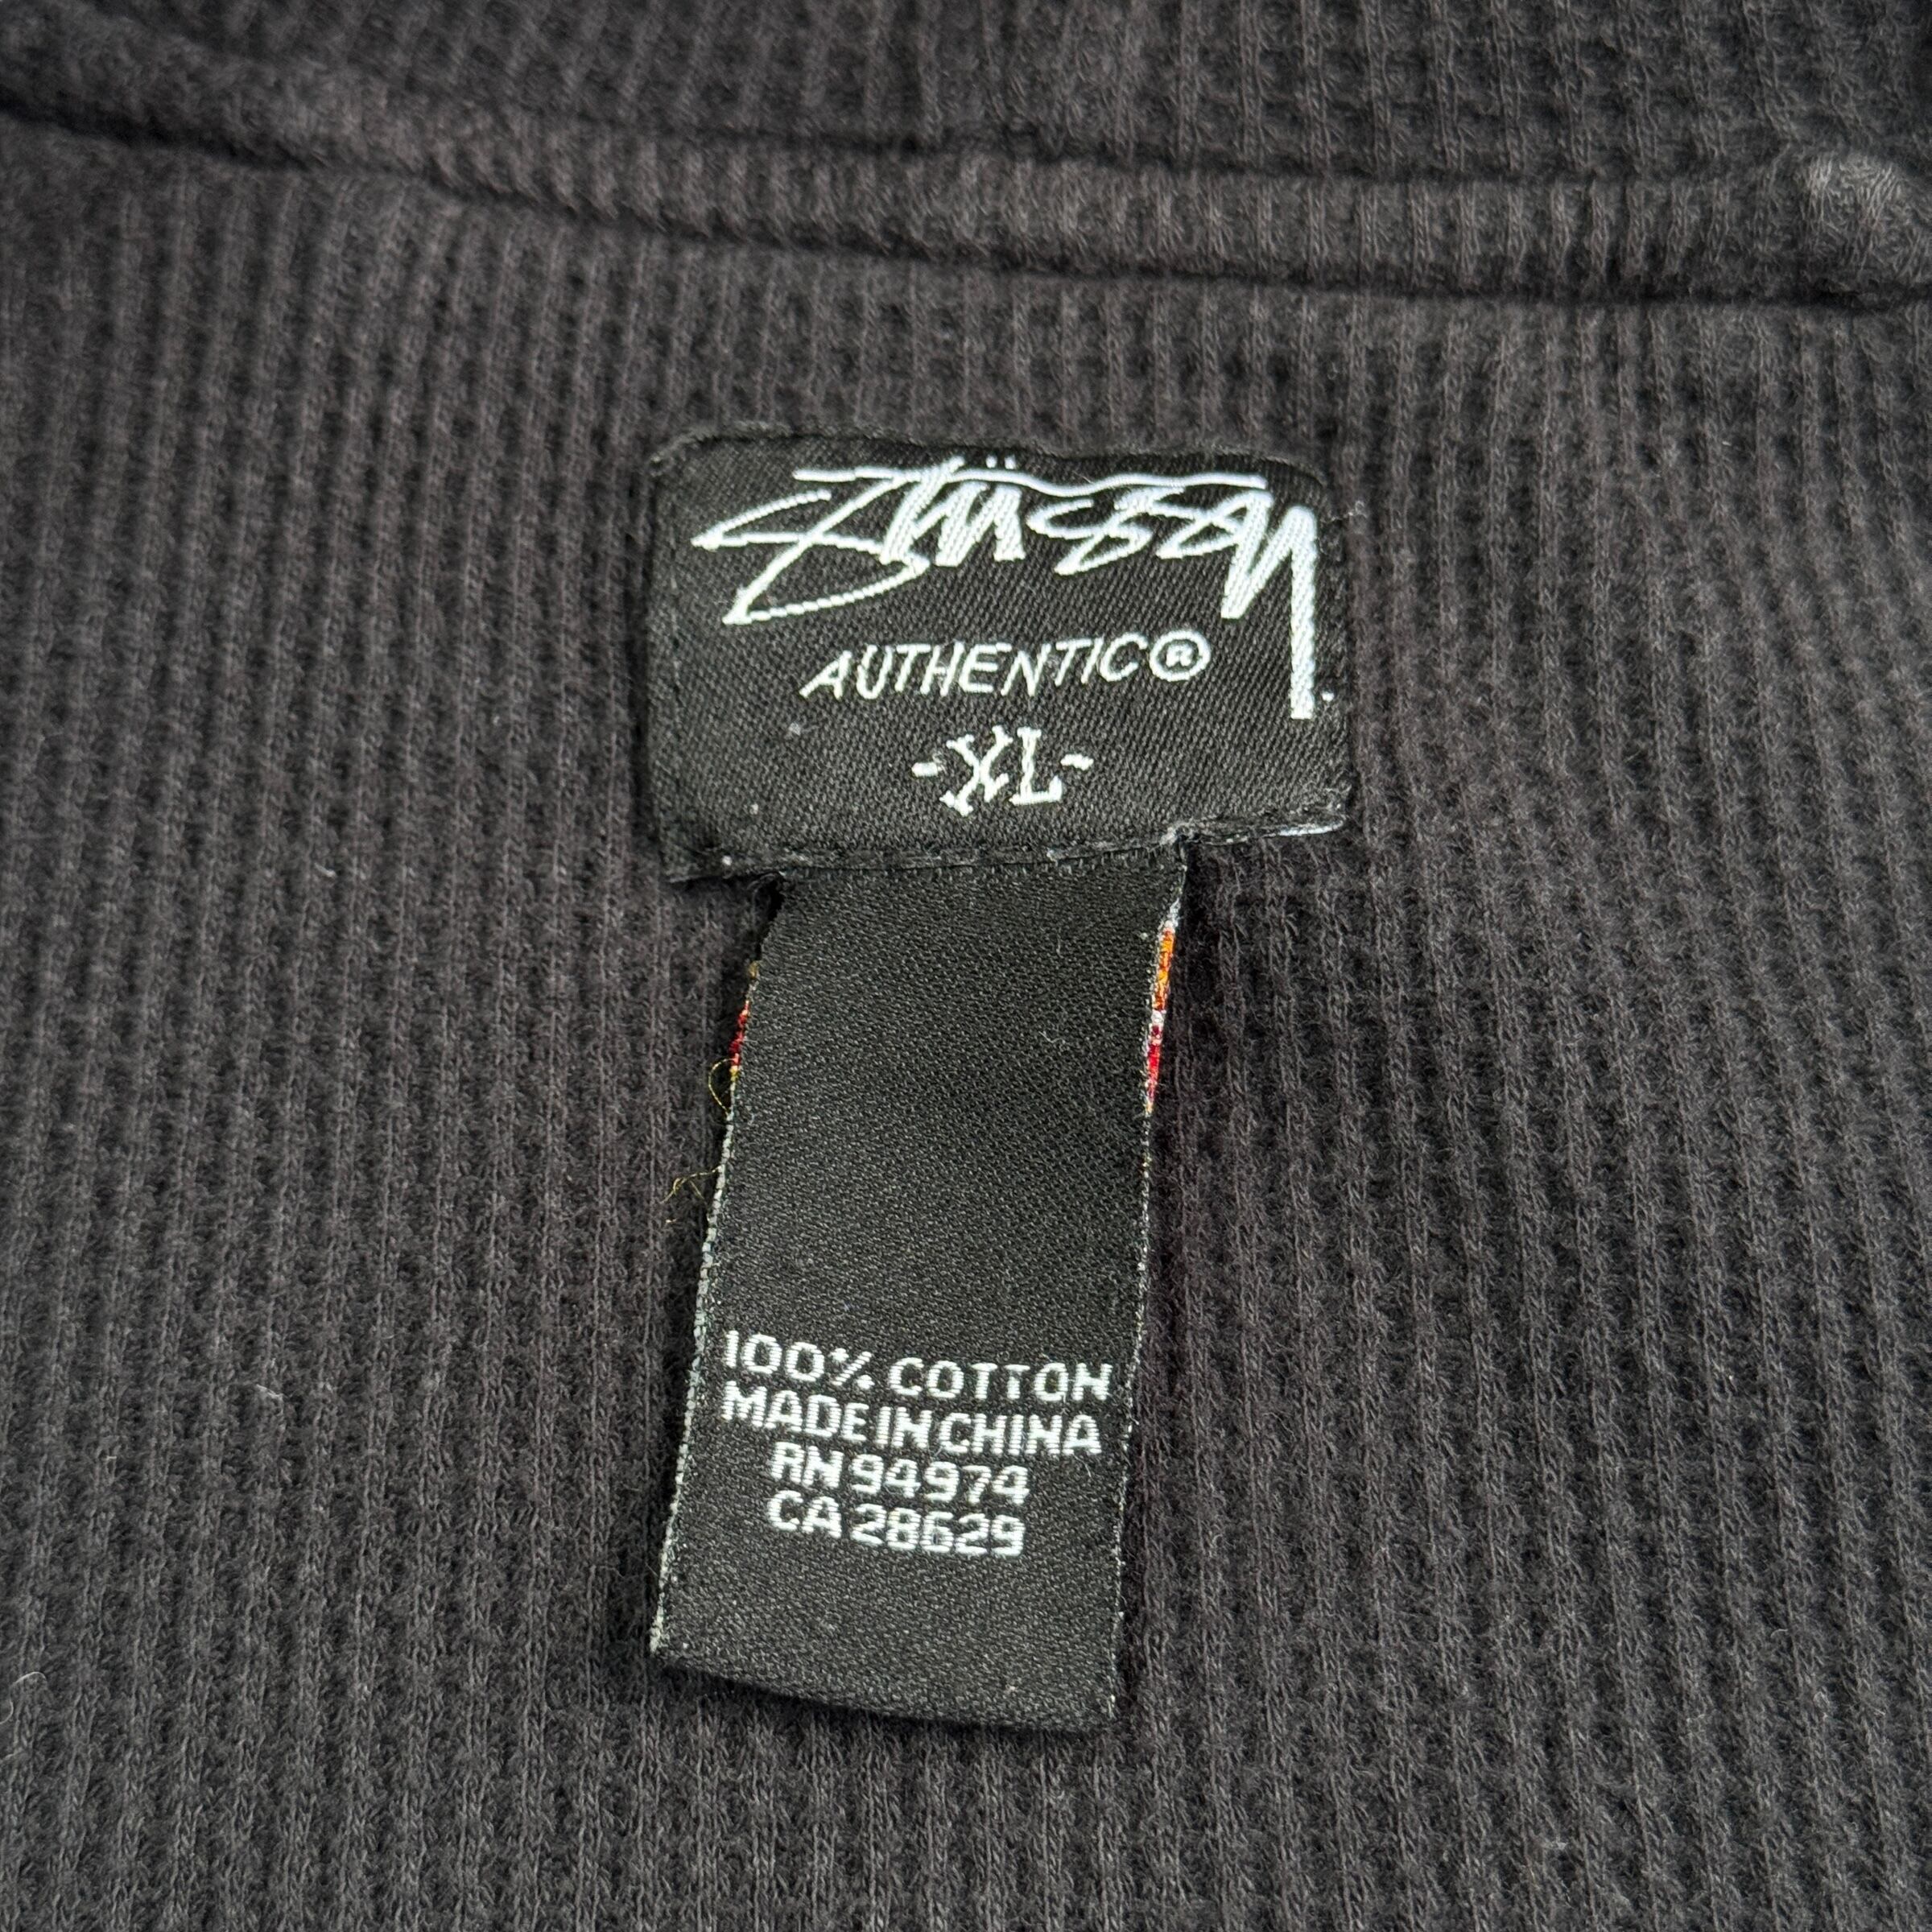 Stüssy
AUTHENTIC®
-XL-
100% COTTON
MADE IN CHINA
RN 94974
CA 28629